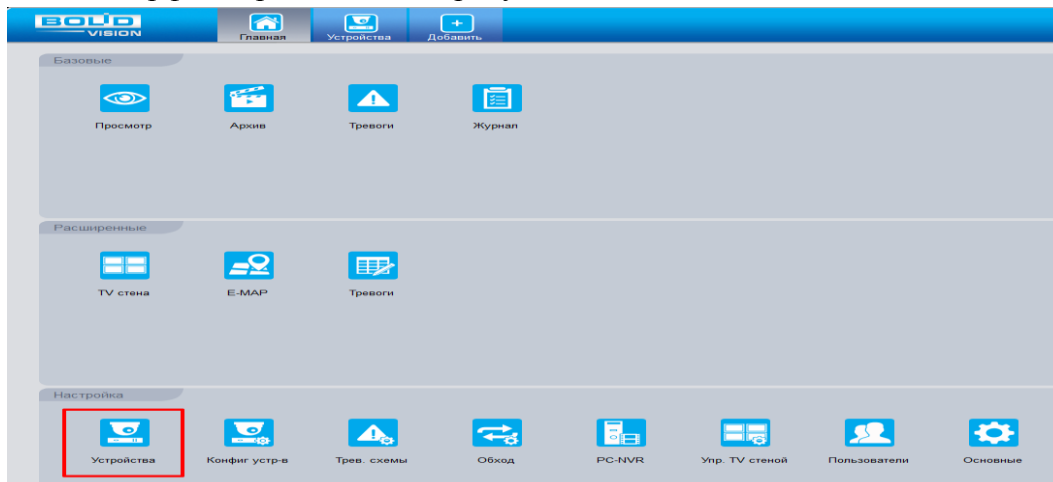 BOLID
VISION
Главная
Устройства
Добавить
Базовые
Просмотр
Архив
Тревоги
Журнал
Расширенные
TV стена
E-MAP
Тревоги
Настройка
Устройства
Конфиг устр-в
Трев. схемы
Обход
PC-NVR
Упр. TV стеной
Пользователи
Основные